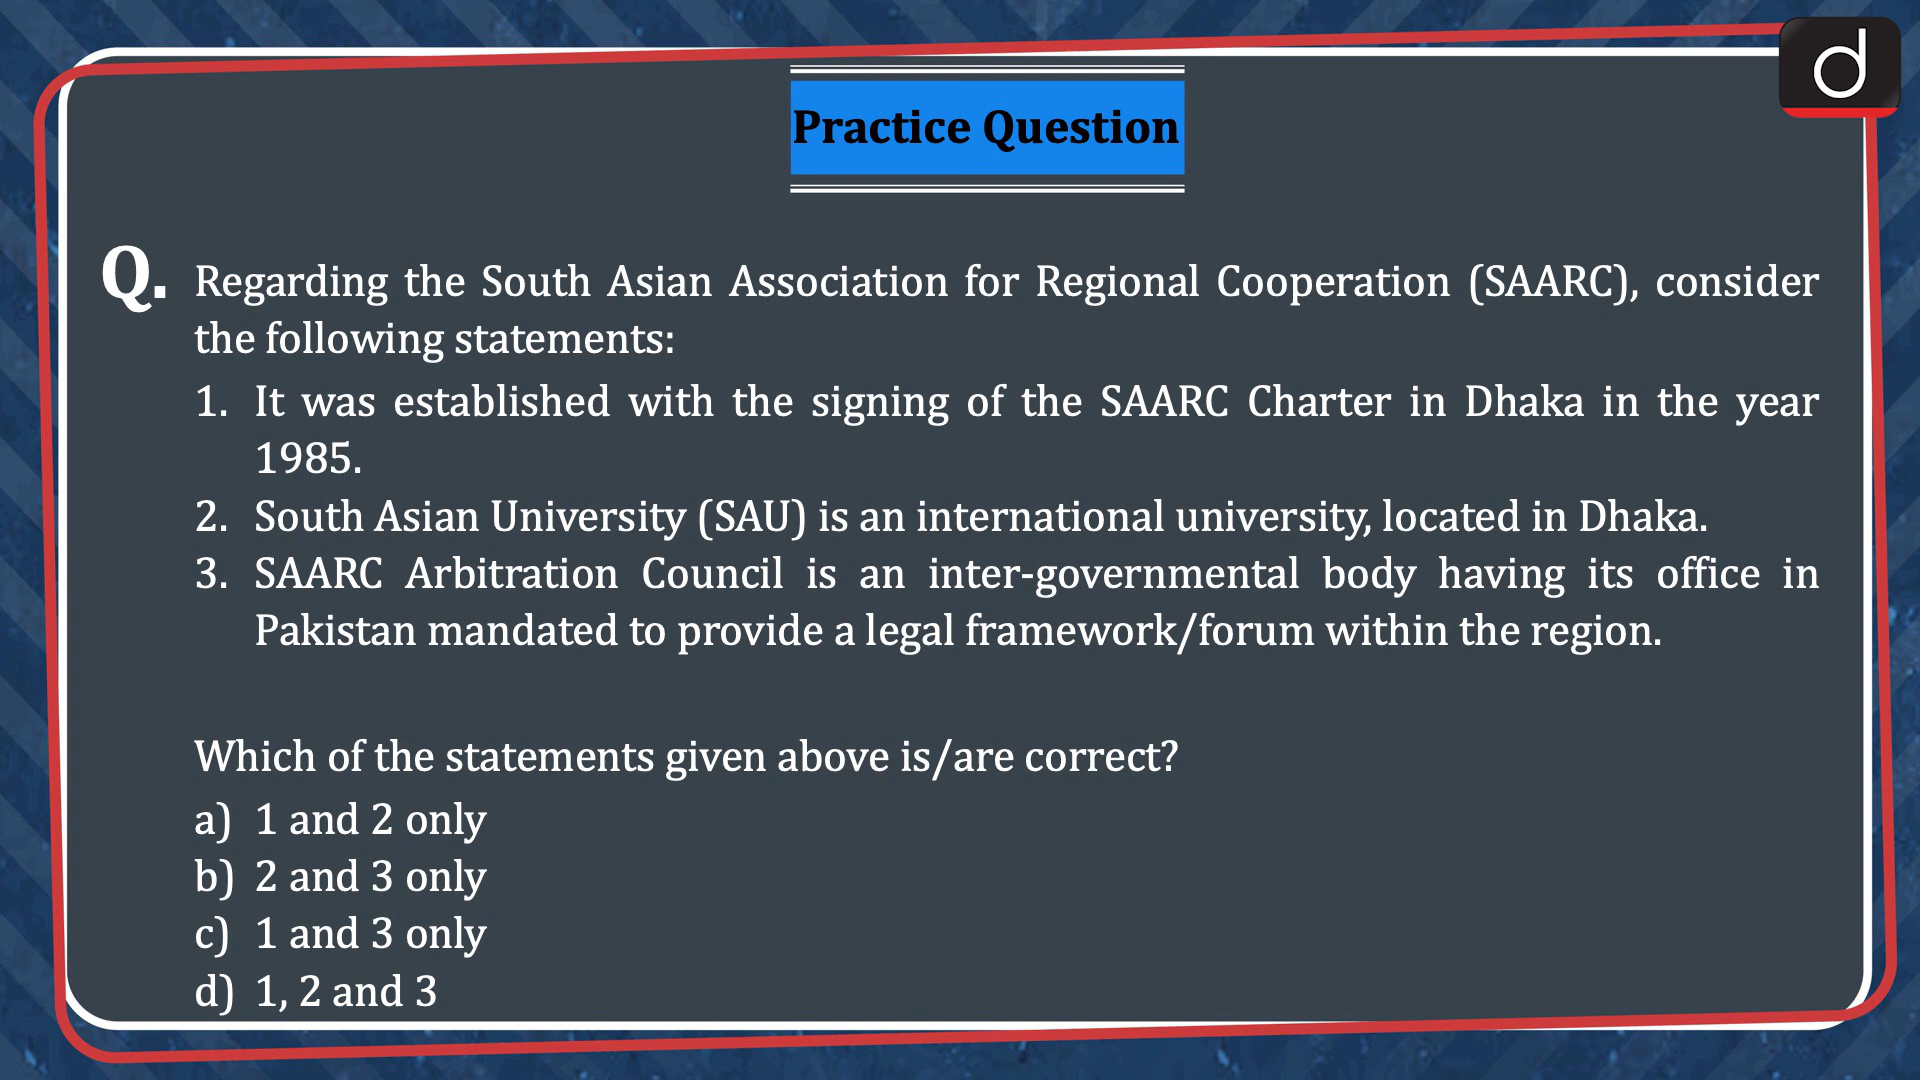 d
Practice Question
Q. Regarding the South Asian Association for Regional Cooperation (SAARC), consider
the following statements:
1. It was established with the signing of the SAARC Charter in Dhaka in the year
1985.
2. South Asian University (SAU) is an international university, located in Dhaka.
3. SAARC Arbitration Council is an inter-governmental body having its office in
Pakistan mandated to provide a legal framework/forum within the region.
Which of the statements given above is/are correct?
a) 1 and 2 only
b) 2 and 3 only
c) 1 and 3 only
d) 1, 2 and 3